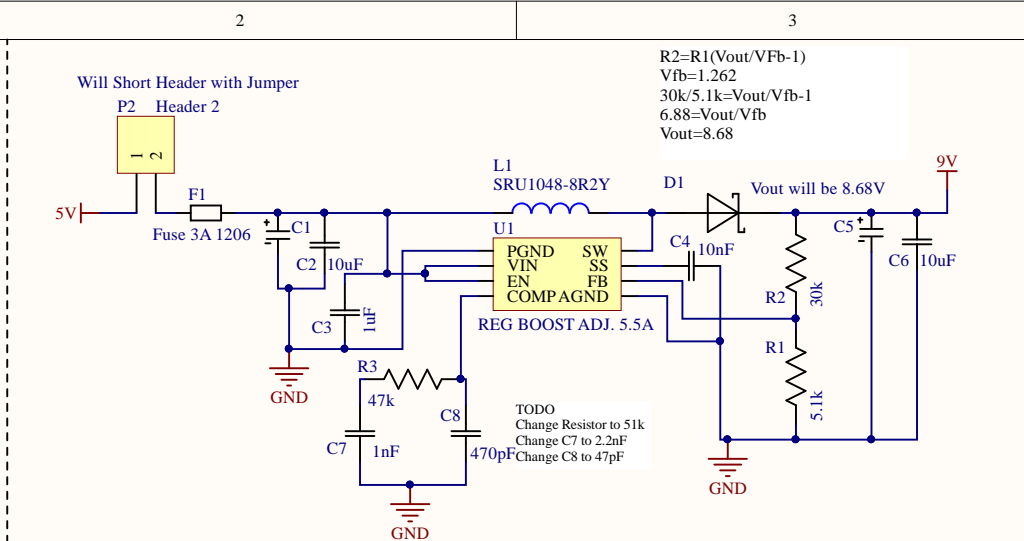 2
3
R2=R1(Vout/VFb-1)
Vfb=1.262
30k/5.1k=Vout/Vfb-1
6.88=Vout/Vfb
Vout=8.68
Will Short Header with Jumper
P2 Header 2
1
2
5V
F1
Fuse 3A 1206
L1
SRU1048-8R2Y
D1
9V
Vout will be 8.68V
C1
C2
10uF
C3
1uF
GND
U1
PGND
VIN
EN
COMP
SW
SS
FB
AGND
REG BOOST ADJ. 5.5A
C4
10nF
R2
30k
C5
C6
10uF
R1
5.1k
R3
47k
C7
1nF
C8
470pF
GND
TODO
Change Resistor to 51k
Change C7 to 2.2nF
Change C8 to 47pF
GND